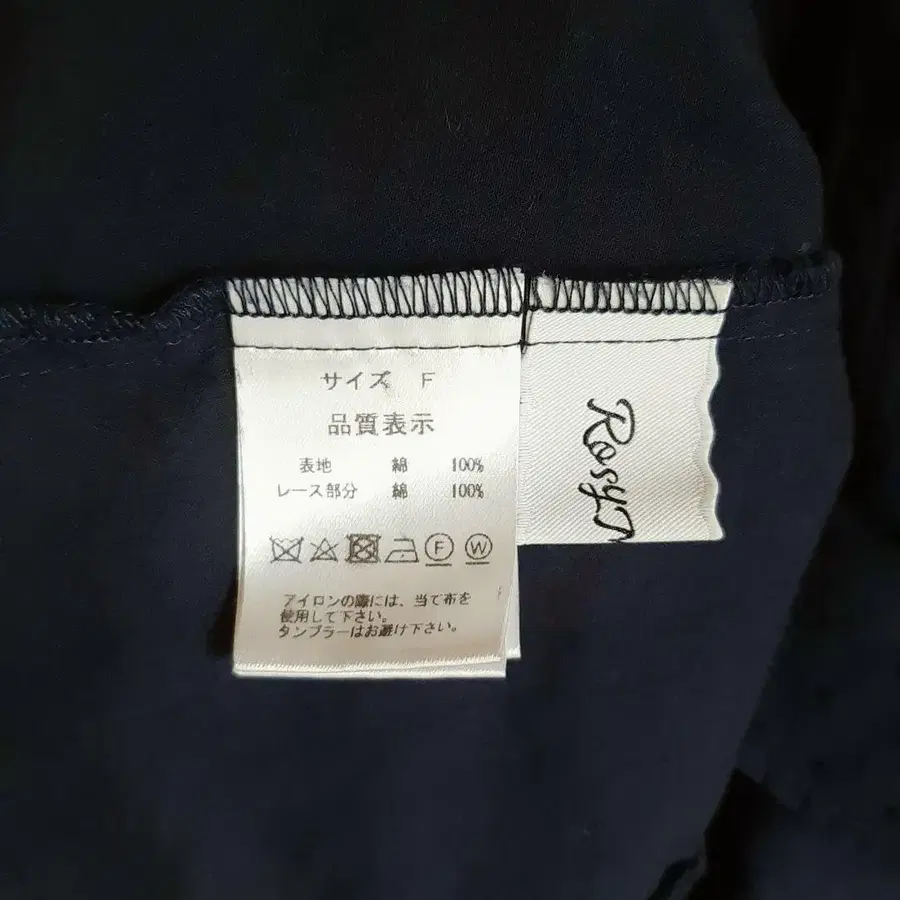 サイズ F
品質表示
表地 綿 100%
レース部分 綿 100%
F W
アイロンの際には、当て布を
使用して下さい。
タンブラーはお避け下さい。
Rosy